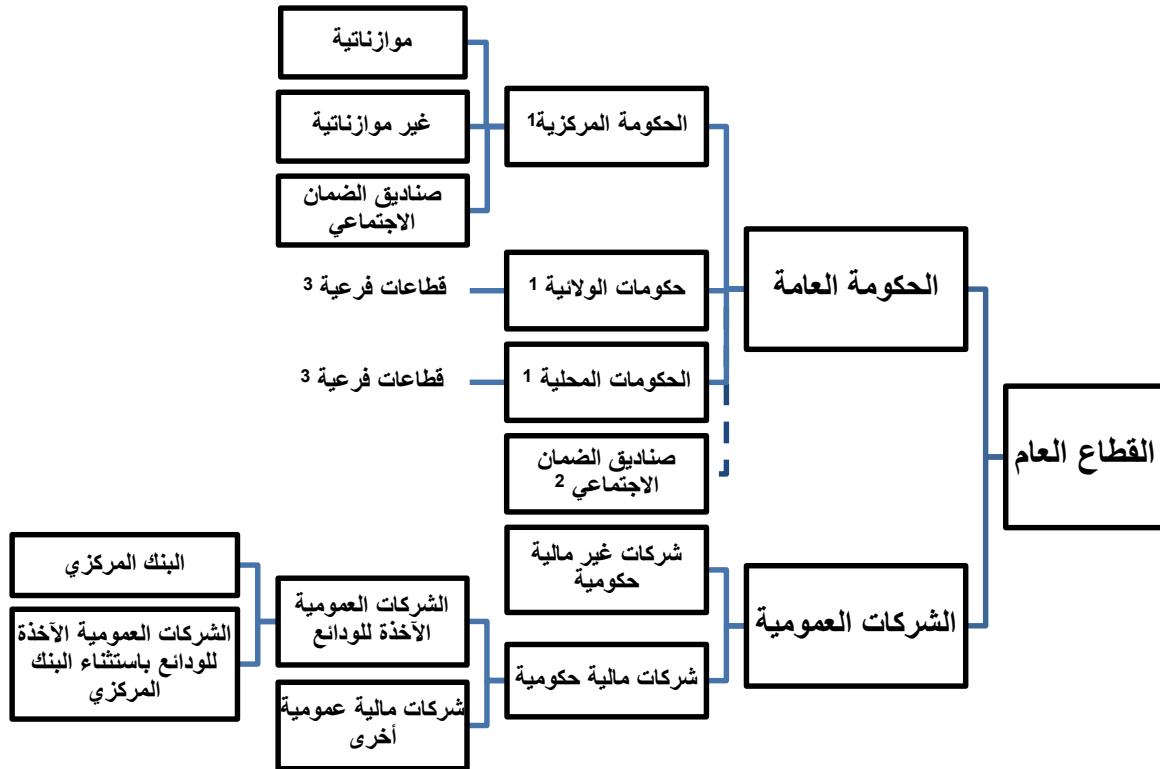 القطاع العام
الحكومة العامة
الحكومة المركزية1
موازناتية
غير موازناتية
صناديق الضمان
الاجتماعي
حكومات الولائية 1
قطاعات فرعية 3
الحكومات المحلية 1
قطاعات فرعية 3
صناديق الضمان
الاجتماعي 2
الشركات العمومية
شركات غير مالية
حكومية
شركات مالية حكومية
الشركات العمومية
الآخذة للودائع
البنك المركزي
الشركات العمومية الآخذة
للودائع باستثناء البنك
المركزي
شركات مالية عمومية
أخرى